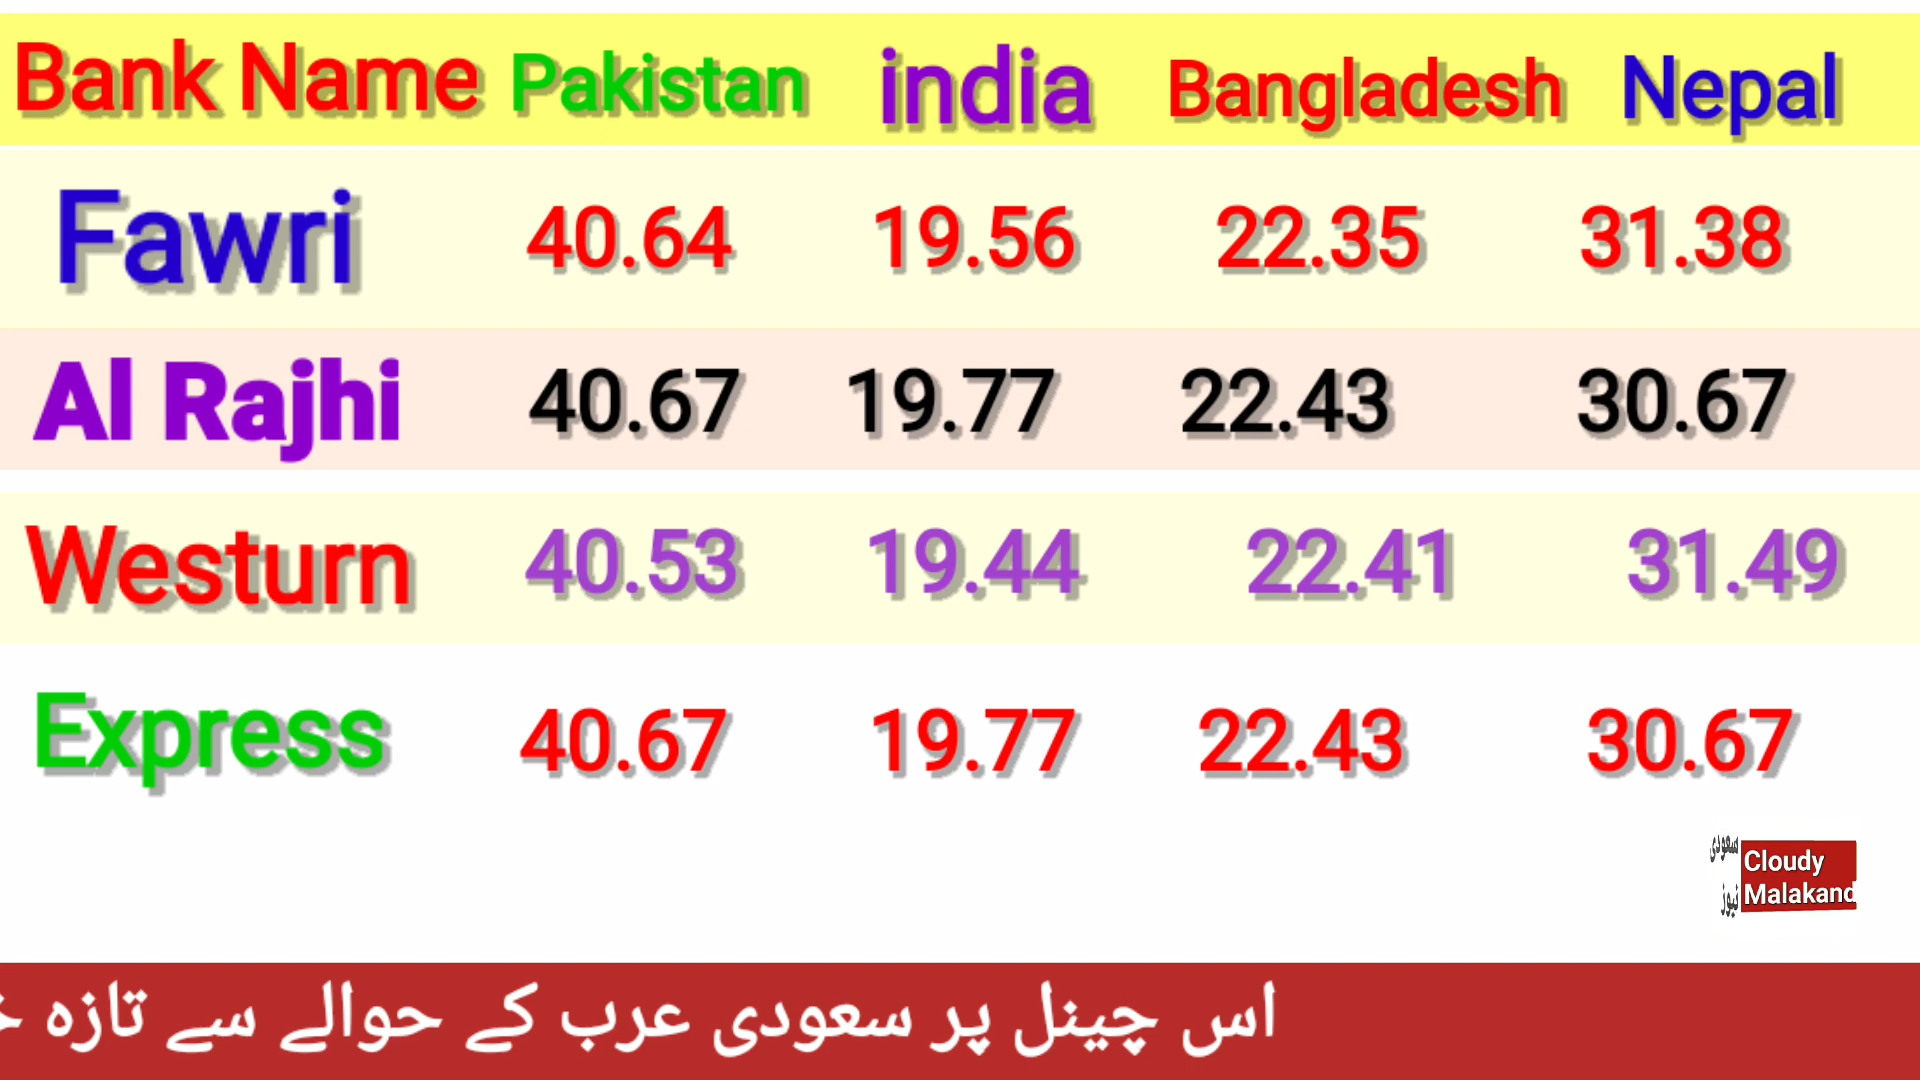 Bank Name Pakistan india Bangladesh Nepal
Fawri 40.64 19.56 22.35 31.38
Al Rajhi 40.67 19.77 22.43 30.67
Westurn 40.53 19.44 22.41 31.49
Express 40.67 19.77 22.43 30.67
سعودی
نیوز
Cloudy
Malakand
اس چینل پر سعودی عرب کے حوالے سے تازہ